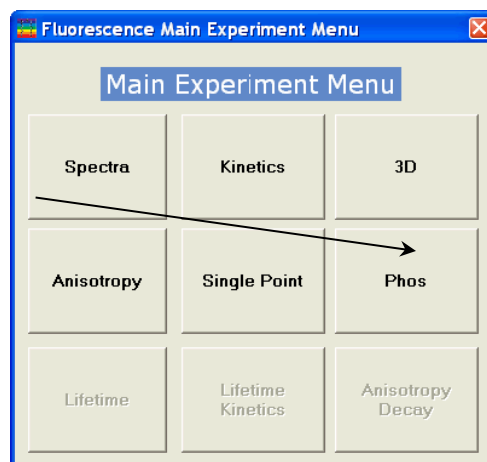 Fluorescence Main Experiment Menu
Main Experiment Menu
Spectra
Kinetics
3D
Anisotropy
Single Point
Phos
Lifetime
Lifetime
Kinetics
Anisotropy
Decay